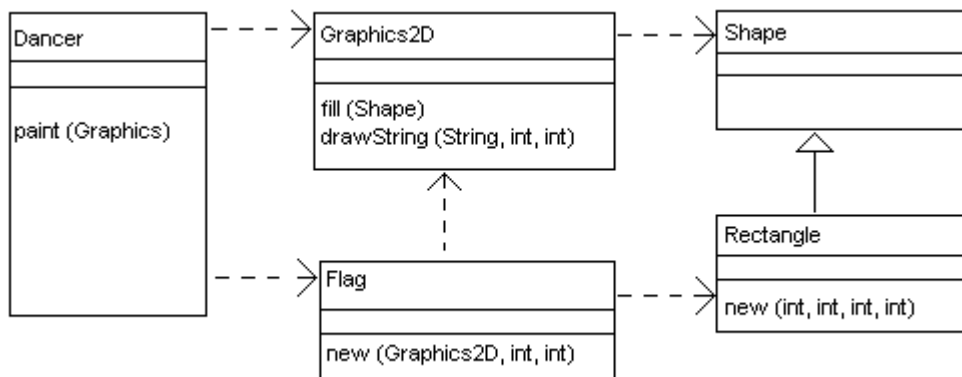 Dancer
paint (Graphics)
Graphics2D
fill (Shape)
drawString (String, int, int)
Shape
Flag
new (Graphics2D, int, int)
Rectangle
new (int, int, int, int)